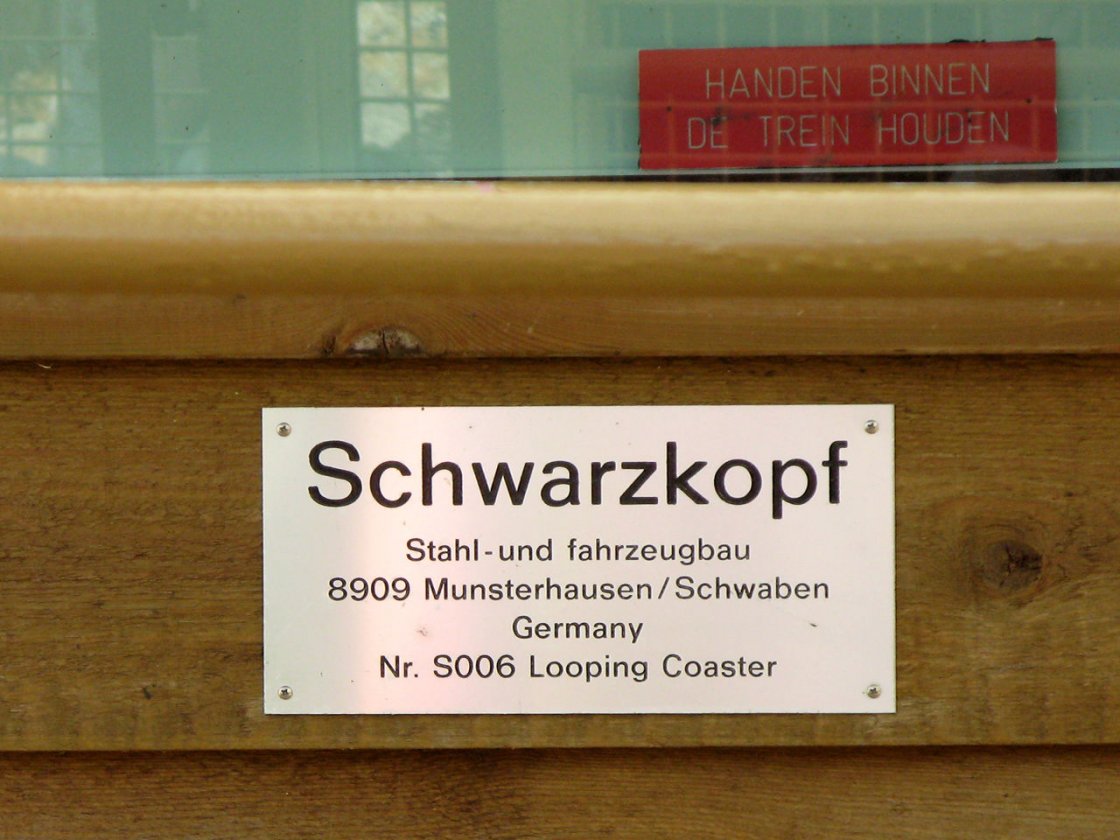 HANDEN BINNEN
DE TREIN HOUDEN
Schwarzkopf
Stahl-und fahrzeugbau
8909 Munsterhausen/Schwaben
Germany
Nr. S006 Looping Coaster